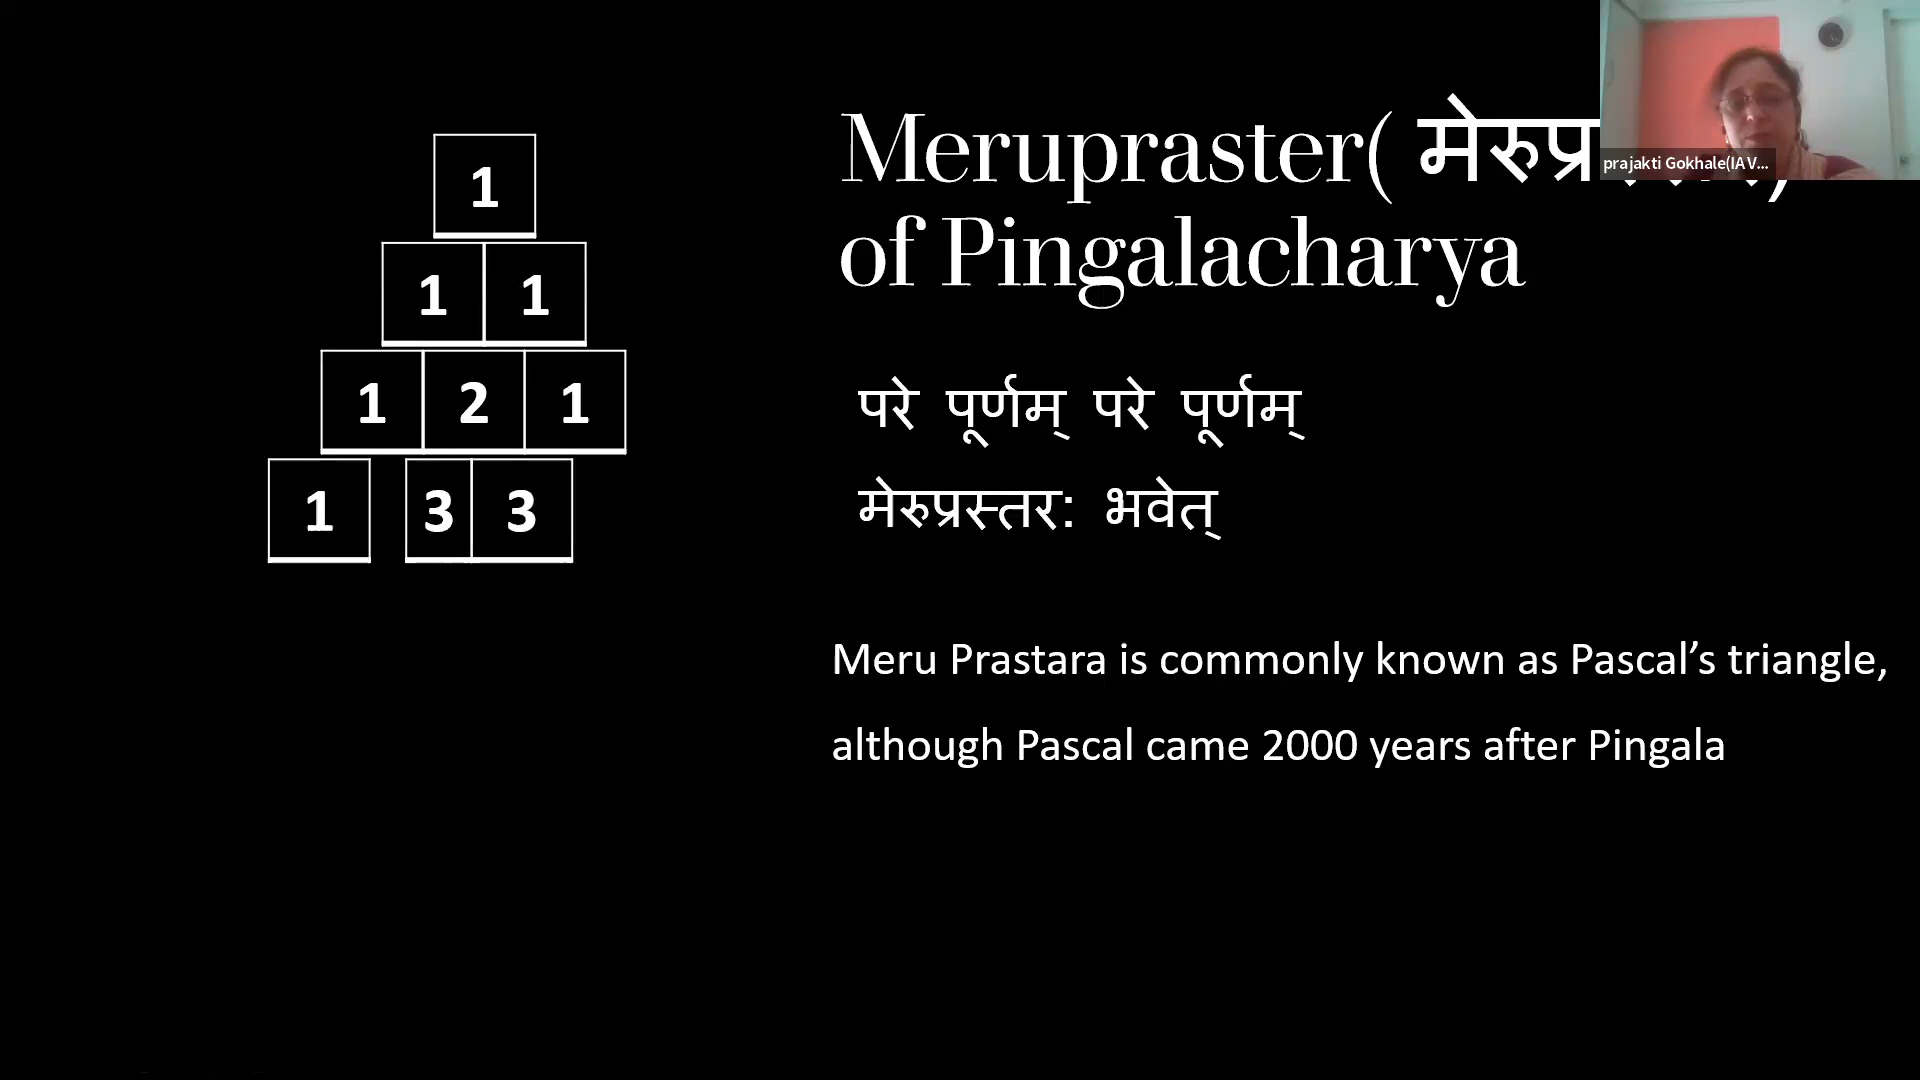 1
1 1
1 2 1
1 3 3
Merupraster( मेरुप्र
of Pingalacharya
परे पूर्णम् परे पूर्णम्
मेरुप्रस्तर: भवेत्
Meru Prastara is commonly known as Pascal’s triangle,
although Pascal came 2000 years after Pingala
prajakti Gokhale(IAV...